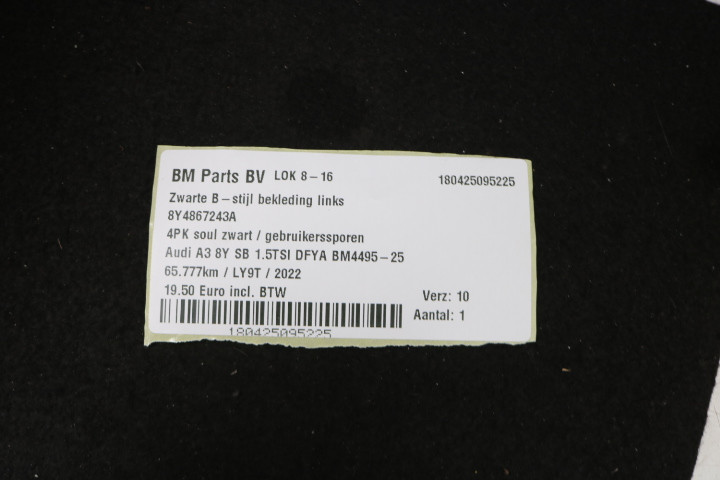 BM Parts BV LOK 8-16 180425095225
Zwarte B-stijl bekleding links
8Y4867243A
4PK soul zwart / gebruikerssporen
Audi A3 8Y SB 1.5TSI DFYA BM4495-25
65.777km / LY9T / 2022
19.50 Euro incl. BTW Verz: 10
Aantal: 1
180425095225